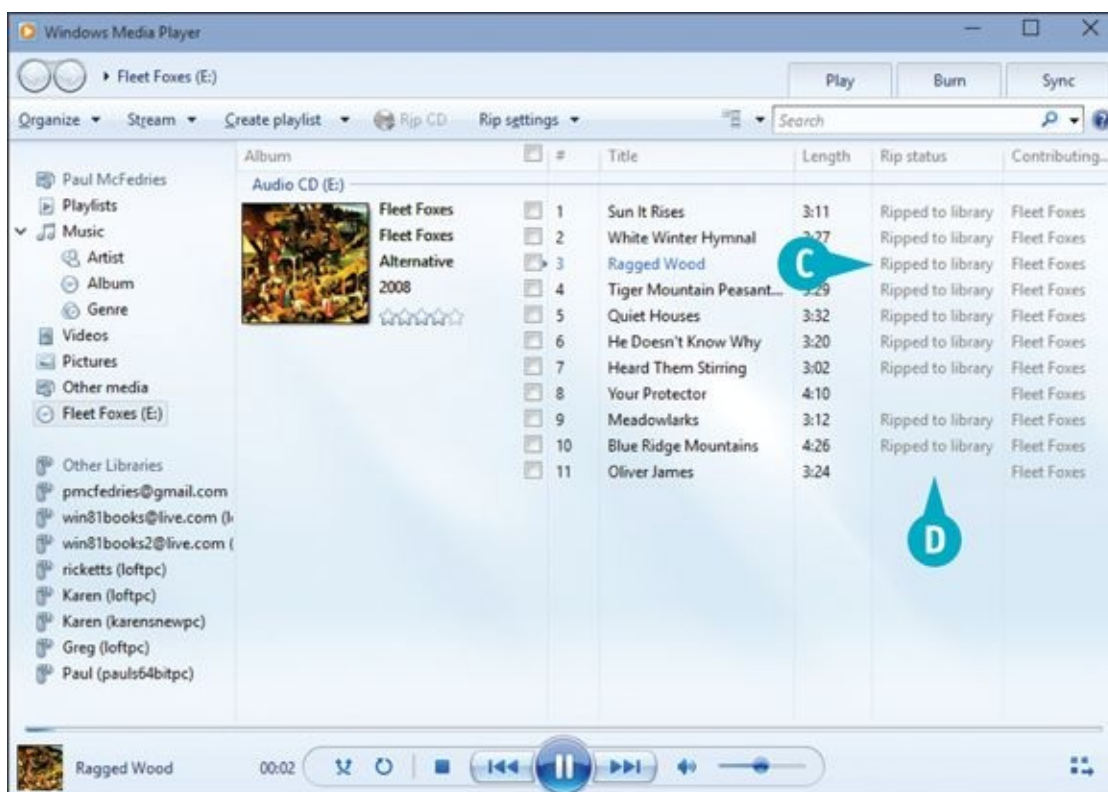 Windows Media Player
Fleet Foxes (E:)
Play Burn Sync
Organize Stream Create playlist Rip CD Rip settings Search
Album # Title Length Rip status Contributing...
Paul McFedries
Playlists
Music
Artist
Album
Genre
Videos
Pictures
Other media
Fleet Foxes (E:)
Other Libraries
pmcfedries@gmail.com
win81books@live.com (l
win81books2@live.com (
ricketts (loftpc)
Karen (loftpc)
Karen (karensnewpc)
Greg (loftpc)
Paul (pauls64bitpc)
Audio CD (E:)
Fleet Foxes
Fleet Foxes
Alternative
2008
1 Sun It Rises 3:11 Ripped to library Fleet Foxes
2 White Winter Hymnal :27 Ripped to library Fleet Foxes
3 Ragged Wood Ripped to library Fleet Foxes
4 Tiger Mountain Peasant... :29 Ripped to library Fleet Foxes
5 Quiet Houses 3:32 Ripped to library Fleet Foxes
6 He Doesn't Know Why 3:20 Ripped to library Fleet Foxes
7 Heard Them Stirring 3:02 Ripped to library Fleet Foxes
8 Your Protector 4:10 Fleet Foxes
9 Meadowlarks 3:12 Ripped to library Fleet Foxes
10 Blue Ridge Mountains 4:26 Ripped to library Fleet Foxes
11 Oliver James 3:24 Fleet Foxes
C
D
Ragged Wood 00:02